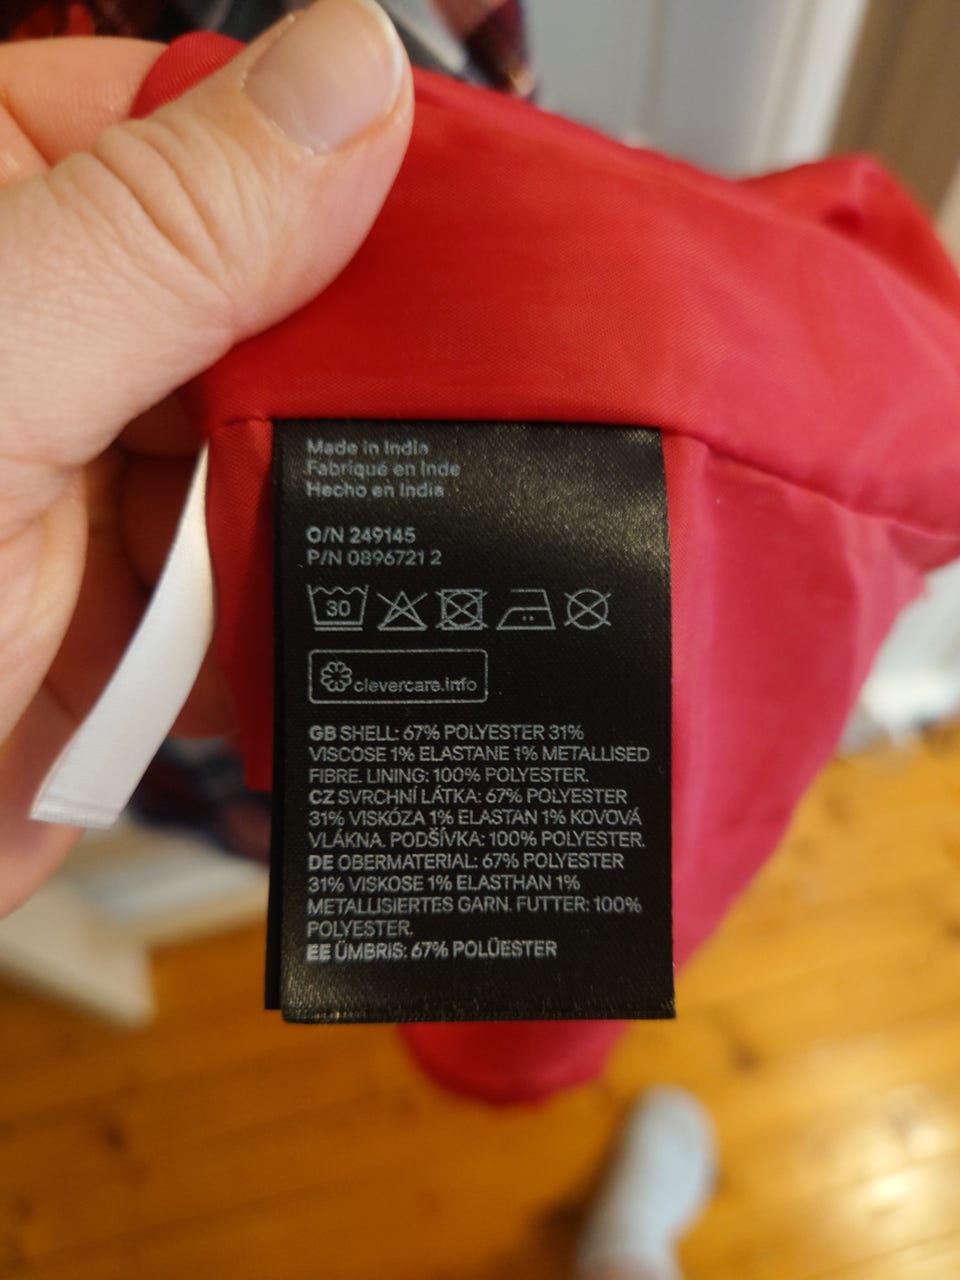 Made in India
Fabriqué en Inde
Hecho en India
O/N 249145
P/N 0896721 2
30
clevercare.info
GB SHELL: 67% POLYESTER 31%
VISCOSE 1% ELASTANE 1% METALLISED
FIBRE. LINING: 100% POLYESTER.
CZ SVRCHNÍ LÁTKA: 67% POLYESTER
31% VISKÓZA 1% ELASTAN 1% KOVOVÁ
VLÁKNA. PODŠÍVKA: 100% POLYESTER.
DE OBERMATERIAL: 67% POLYESTER
31% VISKOSE 1% ELASTHAN 1%
METALLISIERTES GARN. FUTTER: 100%
POLYESTER.
EE ÜMBRIS: 67% POLÜESTER